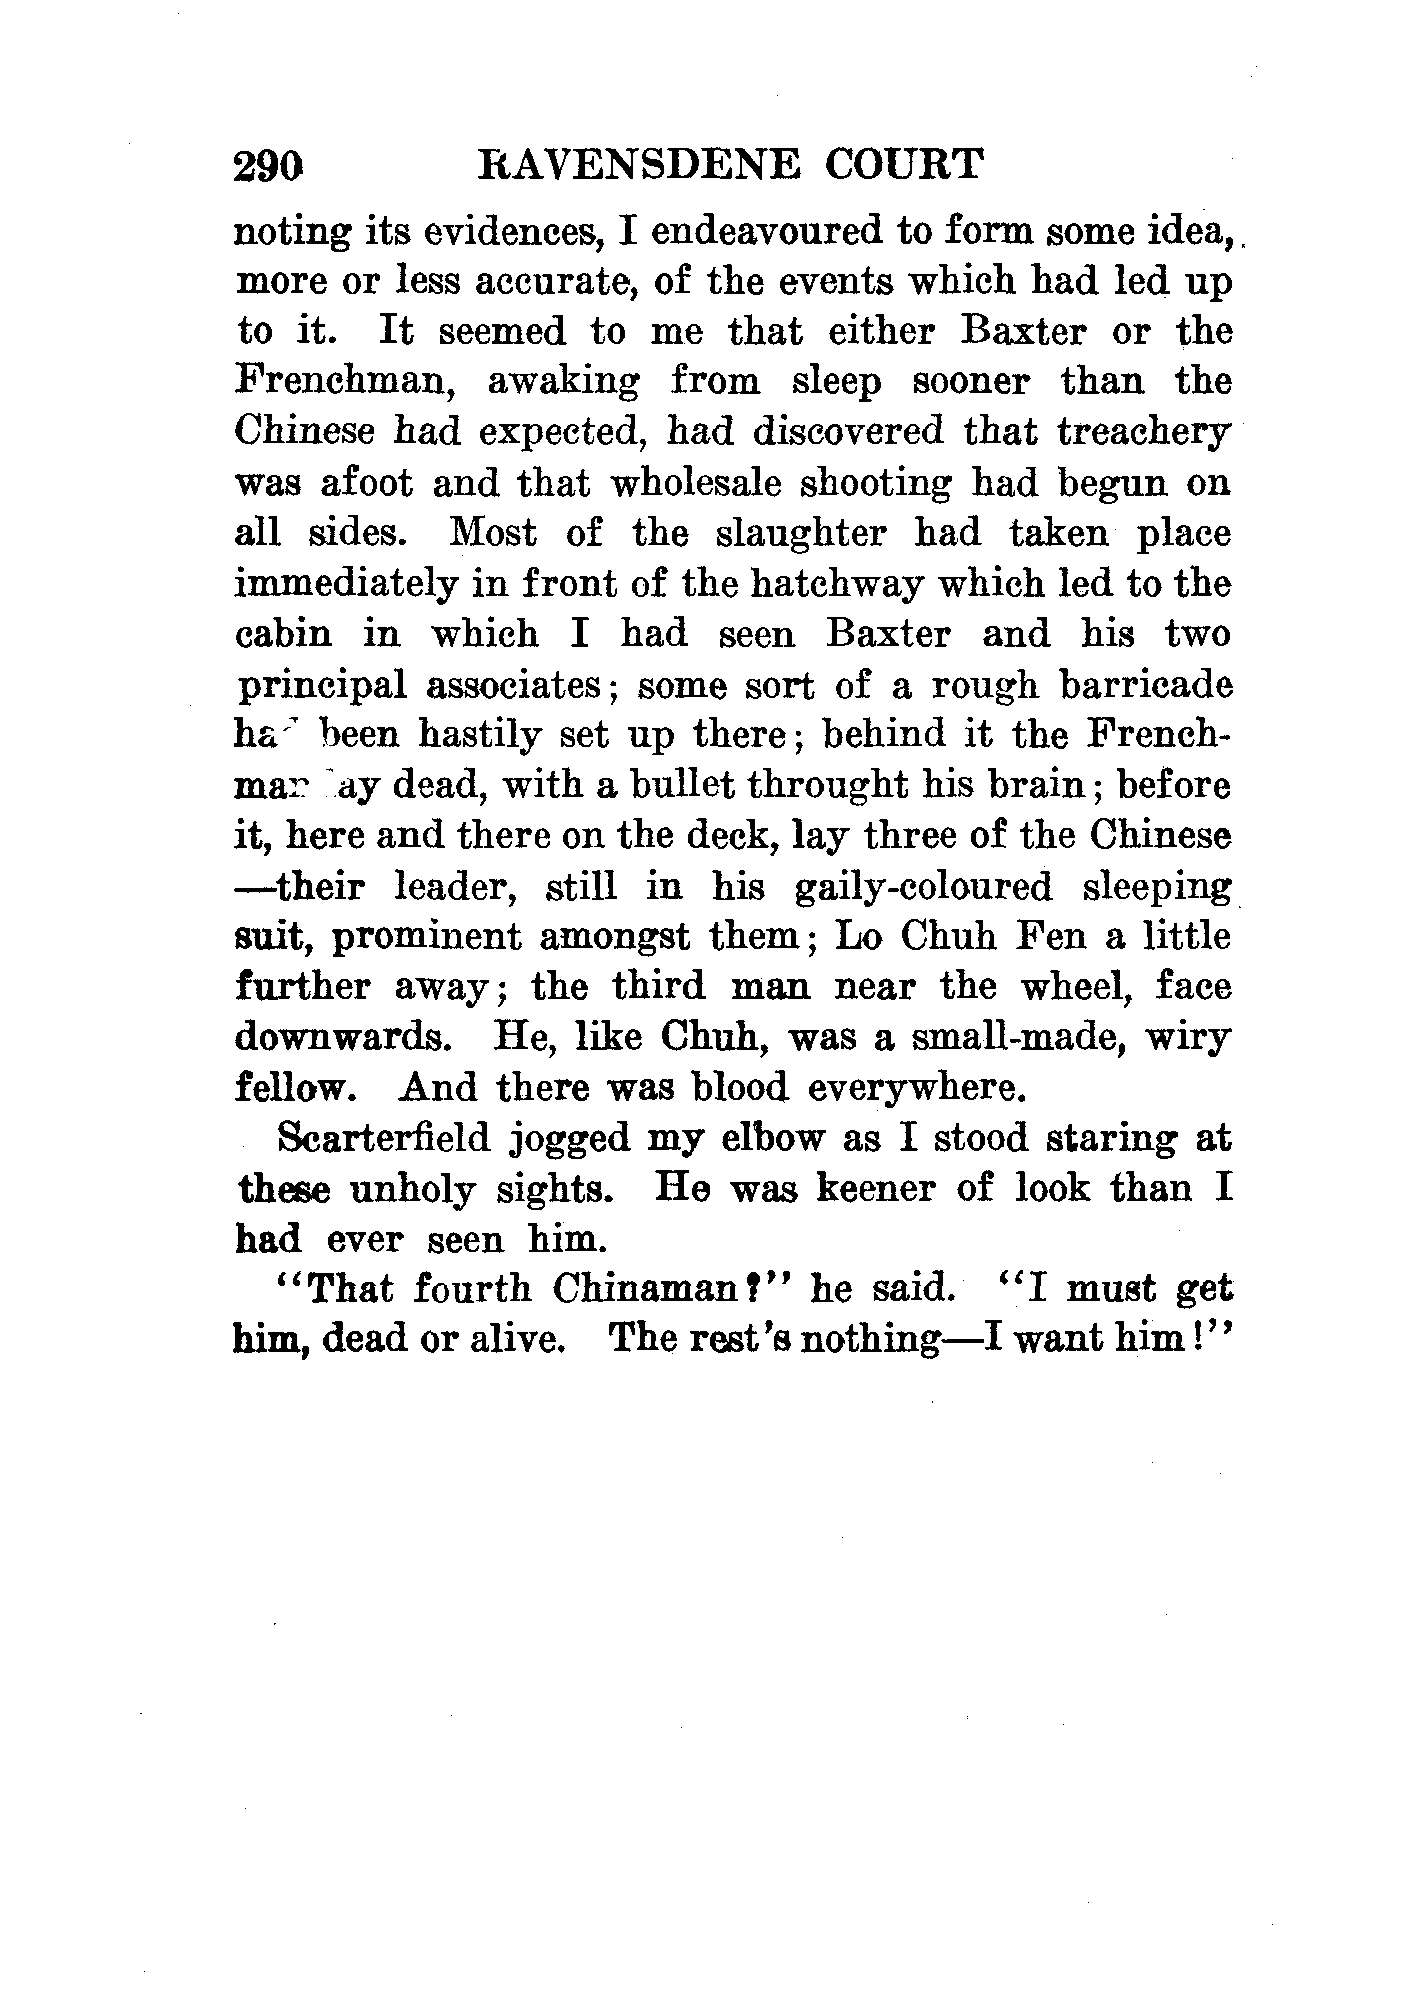 290 RAVENSDENE COURT
noting its evidences, I endeavoured to form some idea,
more or less accurate, of the events which had led up
to it. It seemed to me that either Baxter or the
Frenchman, awaking from sleep sooner than the
Chinese had expected, had discovered that treachery
was afoot and that wholesale shooting had begun on
all sides. Most of the slaughter had taken place
immediately in front of the hatchway which led to the
cabin in which I had seen Baxter and his two
principal associates; some sort of a rough barricade
had been hastily set up there; behind it the French-
man lay dead, with a bullet throught his brain; before
it, here and there on the deck, lay three of the Chinese
—their leader, still in his gaily-coloured sleeping
suit, prominent amongst them; Lo Chuh Fen a little
further away; the third man near the wheel, face
downwards. He, like Chuh, was a small-made, wiry
fellow. And there was blood everywhere.
Scarterfield jogged my elbow as I stood staring at
these unholy sights. He was keener of look than I
had ever seen him.
"That fourth Chinaman?" he said. "I must get
him, dead or alive. The rest's nothing—I want him!"